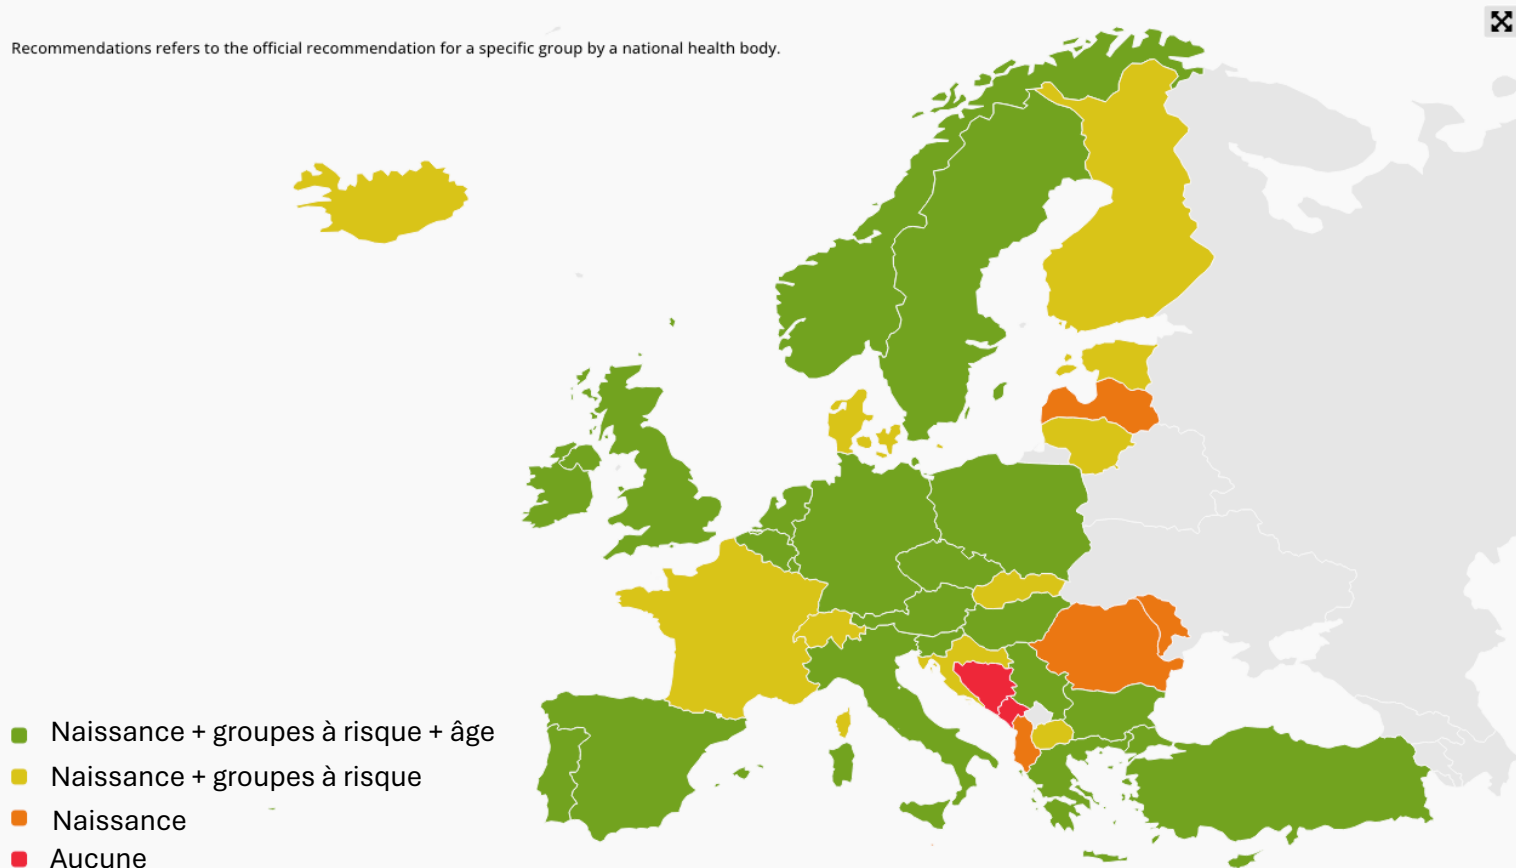 Recommendations refers to the official recommendation for a specific group by a national health body.
Naissance + groupes à risque + âge
Naissance + groupes à risque
Naissance
Aucune